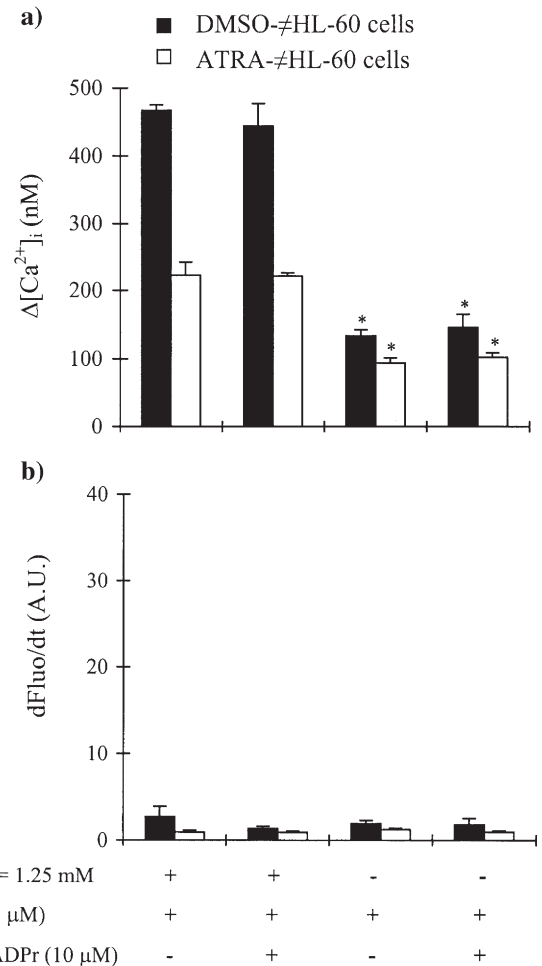 a)
DMSO-≠HL-60 cells
ATRA-≠HL-60 cells
500
400
300
200
100
0
Δ[Ca²⁺]ᵢ (nM)
* * * *
b)
40
30
20
10
0
dFluo/dt (A.U.)
= 1.25 mM + + - -
μM) + + + +
ADPr (10 μM) - + - +